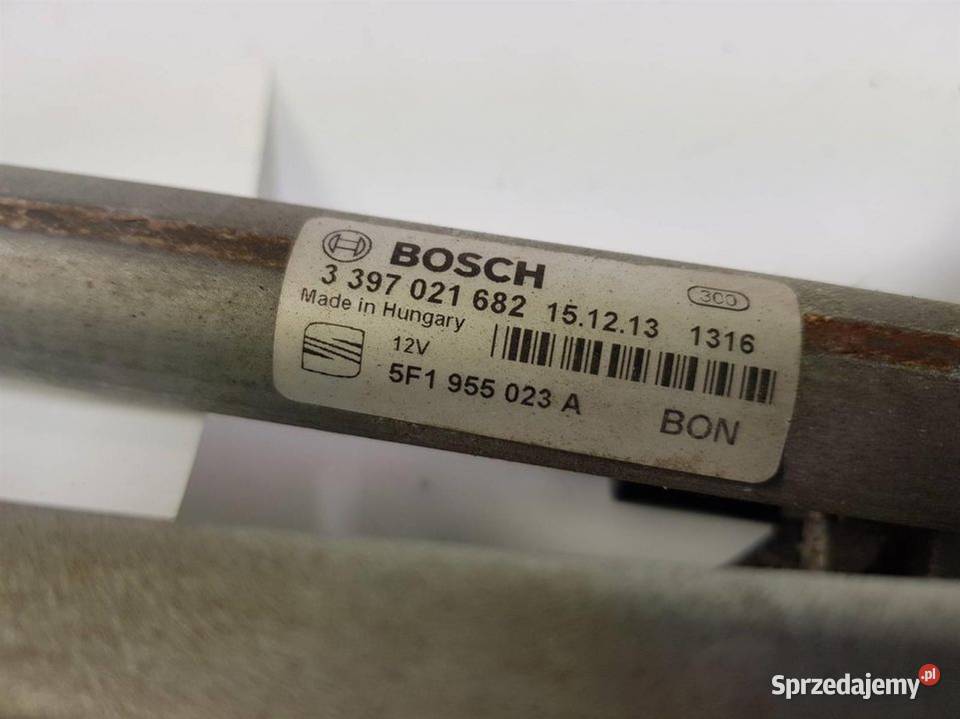 BOSCH
3 397 021 682 15.12.13 1316
300
Made in Hungary
12V
5F1 955 023 A
BON
Sprzedajemy.pl